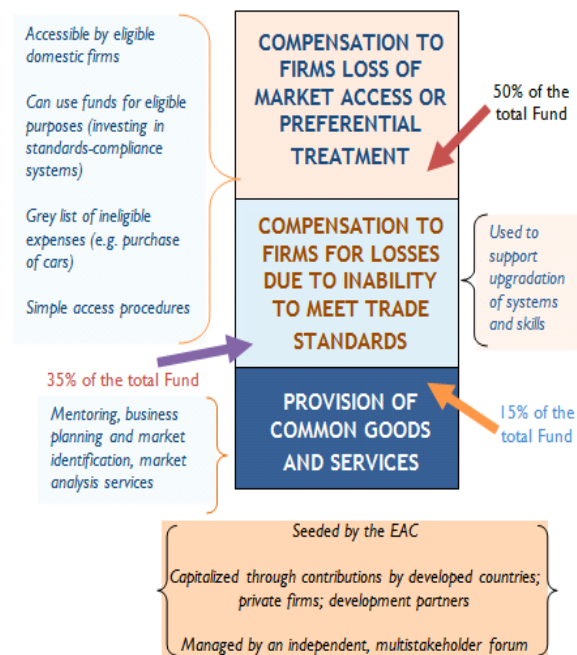 Accessible by eligible
domestic firms
Can use funds for eligible
purposes (investing in
standards-compliance
systems)
Grey list of ineligible
expenses (e.g. purchase
of cars)
Simple access procedures
COMPENSATION TO
FIRMS LOSS OF
MARKET ACCESS OR
PREFERENTIAL
TREATMENT
50% of the
total Fund
COMPENSATION TO
FIRMS FOR LOSSES
DUE TO INABILITY
TO MEET TRADE
STANDARDS
Used to
support
upgradation
of systems
and skills
35% of the total Fund
PROVISION OF
COMMON GOODS
AND SERVICES
15% of the
total Fund
Mentoring, business
planning and market
identification, market
analysis services
Seeded by the EAC
Capitalized through contributions by developed countries;
private firms; development partners
Managed by an independent, multistakeholder forum